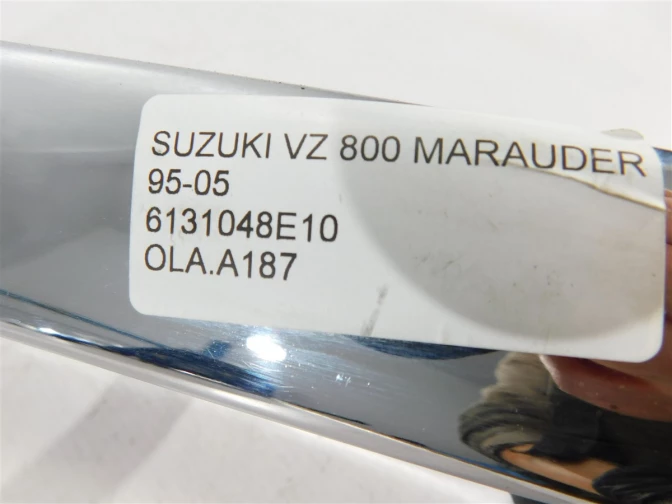 SUZUKI VZ 800 MARAUDER
95-05
6131048E10
OLA.A187